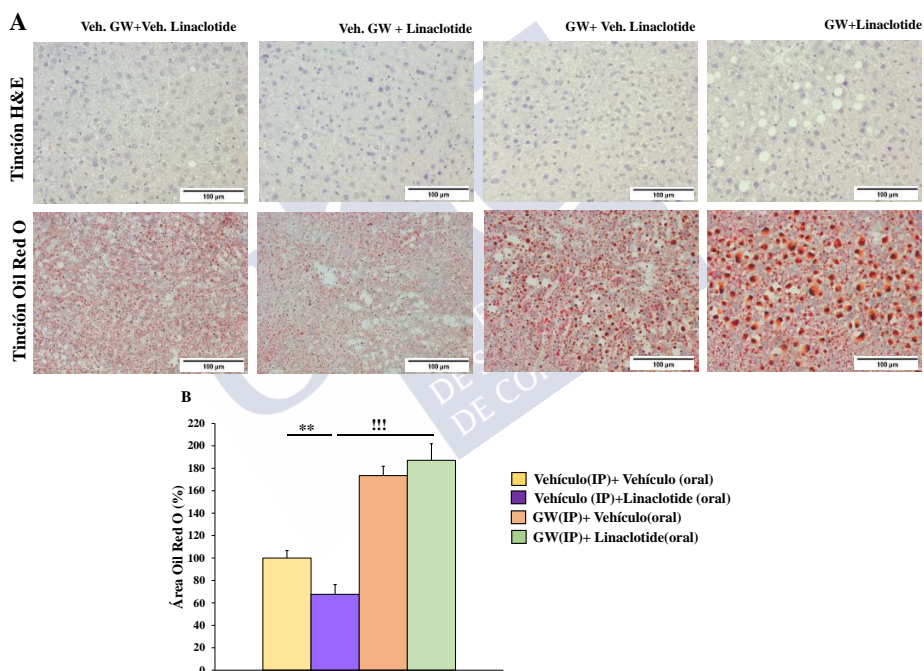 A
Veh. GW+Veh. Linaclotide
Veh. GW + Linaclotide
GW+ Veh. Linaclotide
GW+Linaclotide
Tinción H&E
100 µm
100 µm
100 µm
100 µm
Tinción Oil Red O
100 µm
100 µm
100 µm
100 µm
DE
DE CO
B
**
!!!
220
200
180
160
140
120
100
80
60
40
20
0
Área Oil Red O (%)
Vehículo(IP)+ Vehículo (oral)
Vehículo (IP)+Linaclotide (oral)
GW(IP)+ Vehículo(oral)
GW(IP)+ Linaclotide(oral)